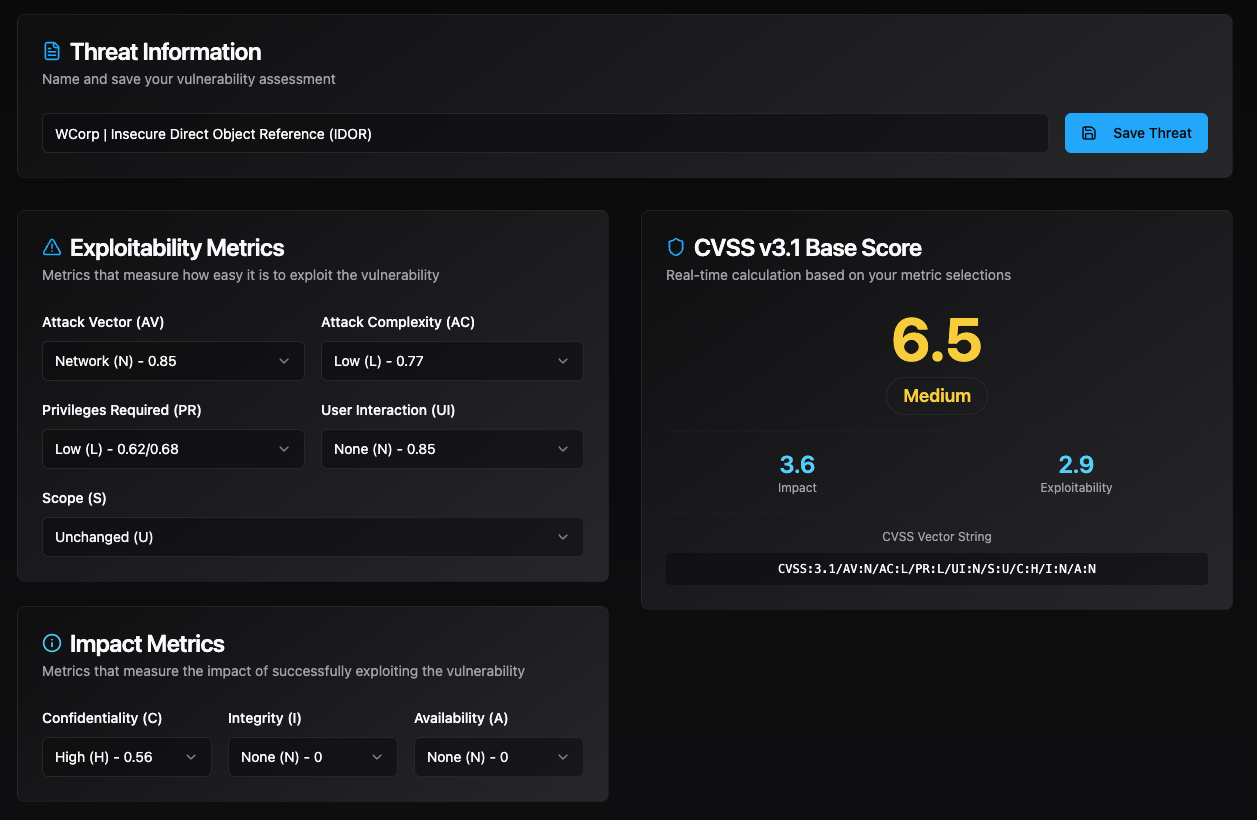 Threat Information
Name and save your vulnerability assessment
WCorp | Insecure Direct Object Reference (IDOR)
Save Threat
Exploitability Metrics
Metrics that measure how easy it is to exploit the vulnerability
Attack Vector (AV)
Attack Complexity (AC)
Network (N) - 0.85
Low (L) - 0.77
Privileges Required (PR)
User Interaction (UI)
Low (L) - 0.62/0.68
None (N) - 0.85
Scope (S)
Unchanged (U)
Impact Metrics
Metrics that measure the impact of successfully exploiting the vulnerability
Confidentiality (C)
Integrity (I)
Availability (A)
High (H) - 0.56
None (N) - 0
None (N) - 0
CVSS v3.1 Base Score
Real-time calculation based on your metric selections
6.5
Medium
3.6
Impact
2.9
Exploitability
CVSS Vector String
CVSS:3.1/AV:N/AC:L/PR:L/UI:N/S:U/C:H/I:N/A:N